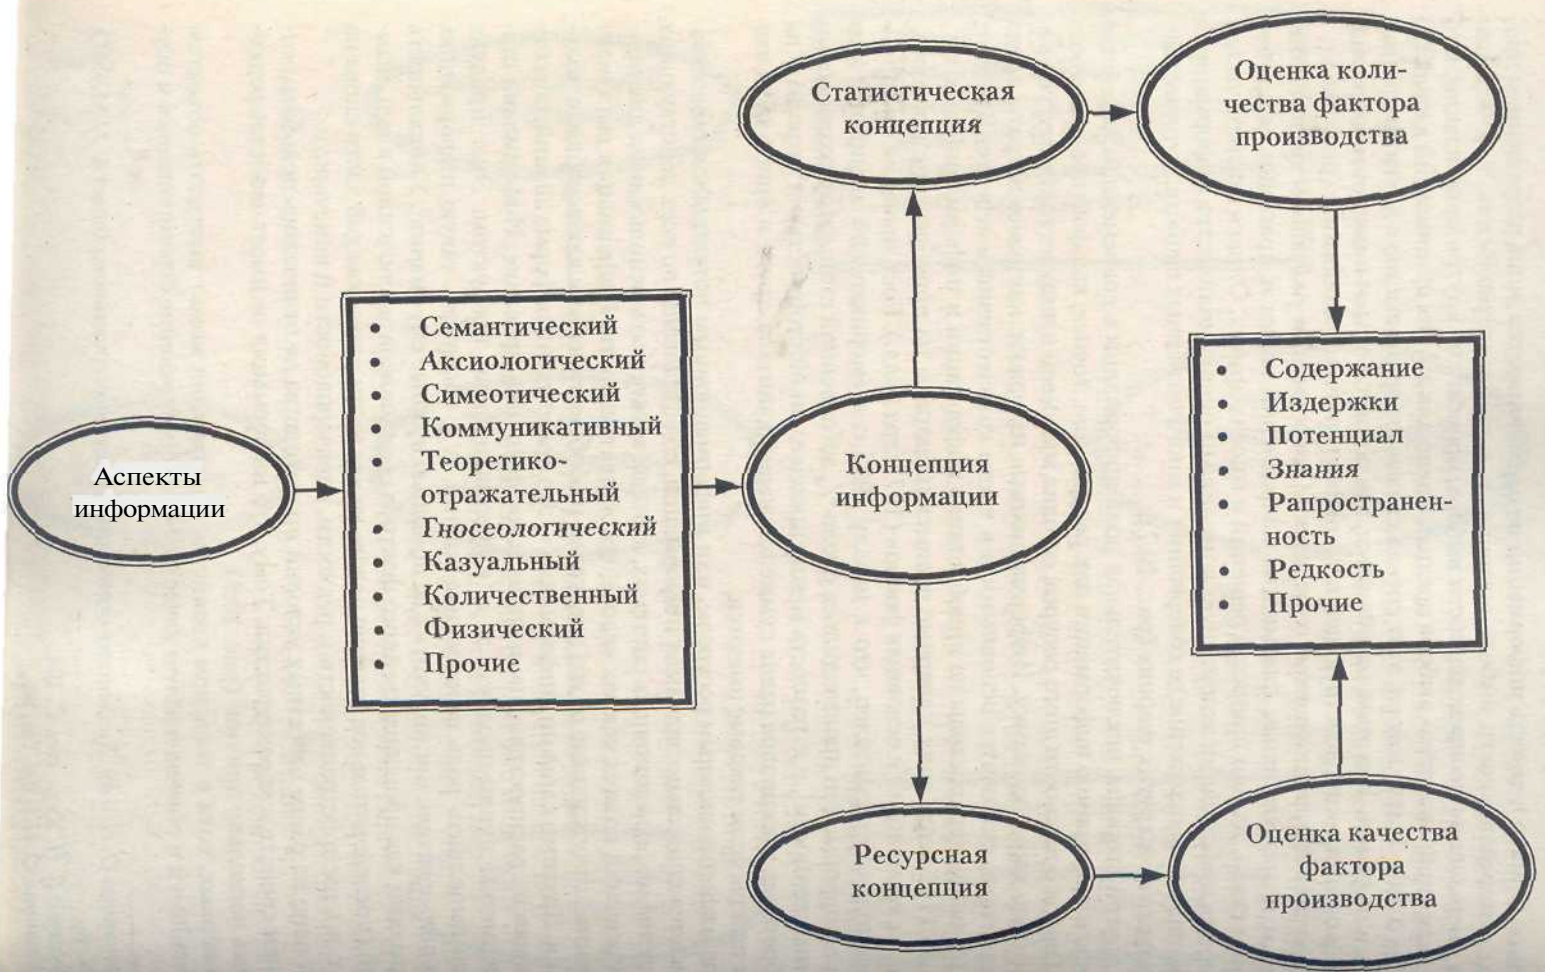 Аспекты
информации
• Семантический
• Аксиологический
• Симеотический
• Коммуникативный
• Теоретико-
отражательный
• Гносеологический
• Казуальный
• Количественный
• Физический
• Прочие
Концепция
информации
Статистическая
концепция
Оценка коли-
чества фактора
производства
• Содержание
• Издержки
• Потенциал
• Знания
• Рапространен-
ность
• Редкость
• Прочие
Ресурсная
концепция
Оценка качества
фактора
производства